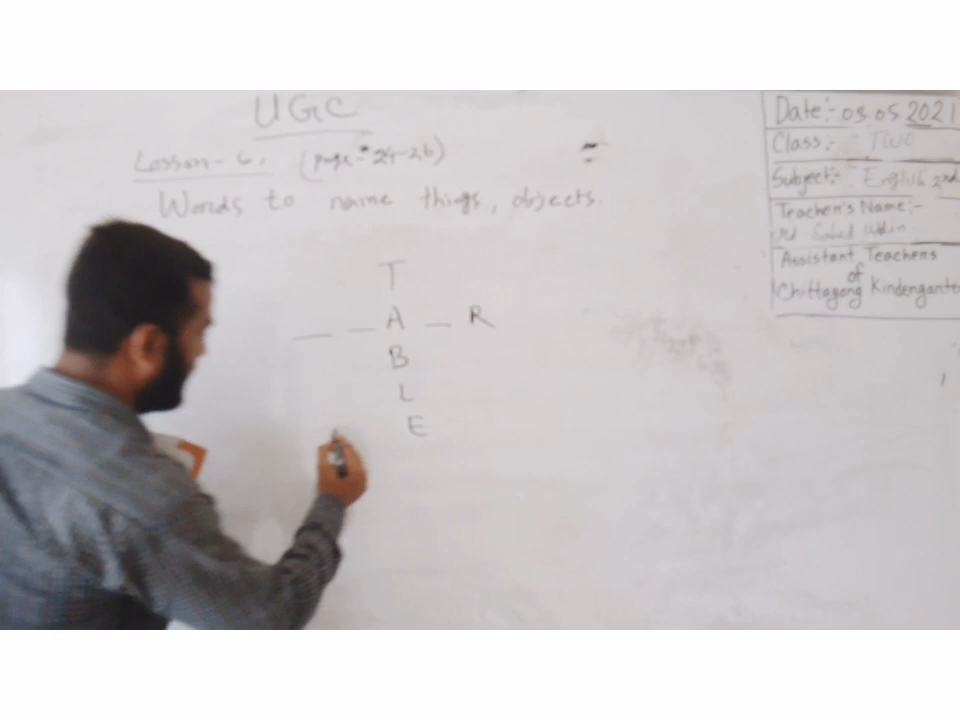 UGC
Lesson-6, (page-24-26)
Words to name things, objects.
T
_ _ A _ R
B
L
E
Date:- 03.05.2021
Class:- TWO
Subject:- English 2nd
Teacher's Name:-
Md
Assistant Teachers
of
Chittagong Kindergarten